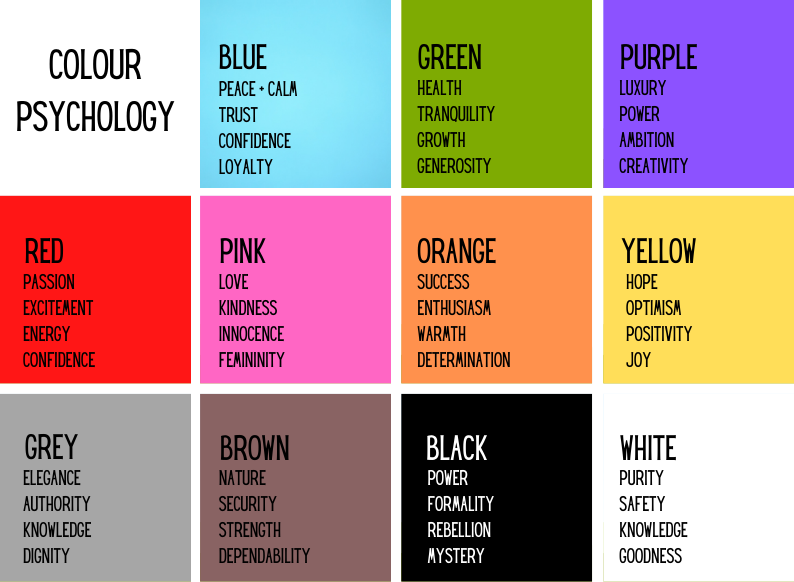 COLOUR
PSYCHOLOGY
BLUE
PEACE + CALM
TRUST
CONFIDENCE
LOYALTY
GREEN
HEALTH
TRANQUILITY
GROWTH
GENEROSITY
PURPLE
LUXURY
POWER
AMBITION
CREATIVITY
RED
PASSION
EXCITEMENT
ENERGY
CONFIDENCE
PINK
LOVE
KINDNESS
INNOCENCE
FEMININITY
ORANGE
SUCCESS
ENTHUSIASM
WARMTH
DETERMINATION
YELLOW
HOPE
OPTIMISM
POSITIVITY
JOY
GREY
ELEGANCE
AUTHORITY
KNOWLEDGE
DIGNITY
BROWN
NATURE
SECURITY
STRENGTH
DEPENDABILITY
BLACK
POWER
FORMALITY
REBELLION
MYSTERY
WHITE
PURITY
SAFETY
KNOWLEDGE
GOODNESS